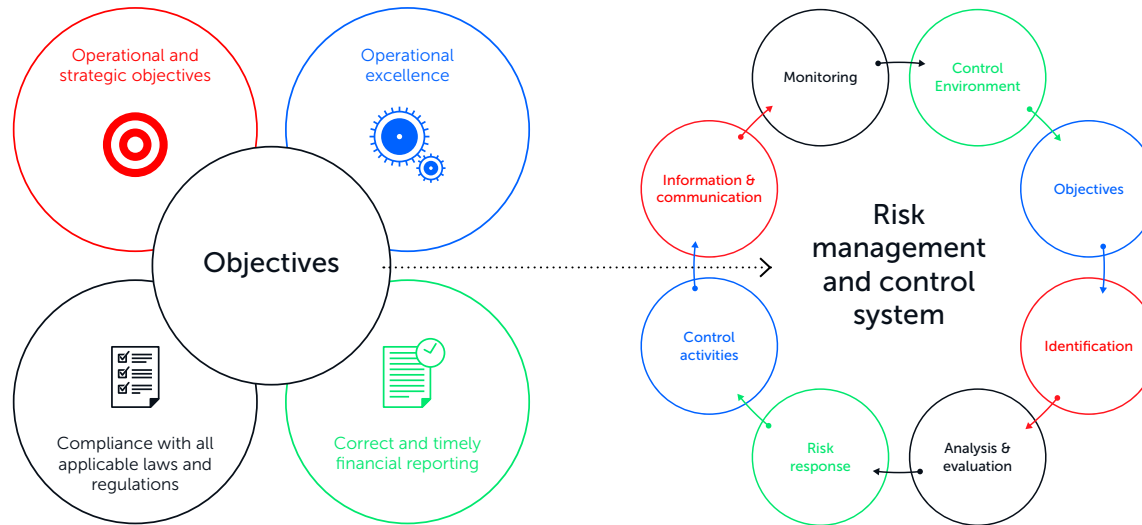 Operational and
strategic objectives
Operational
excellence
Objectives
Compliance with all
applicable laws and
regulations
Correct and timely
financial reporting
Risk
management
and control
system
Monitoring
Control
Environment
Objectives
Identification
Analysis &
evaluation
Risk
response
Control
activities
Information &
communication